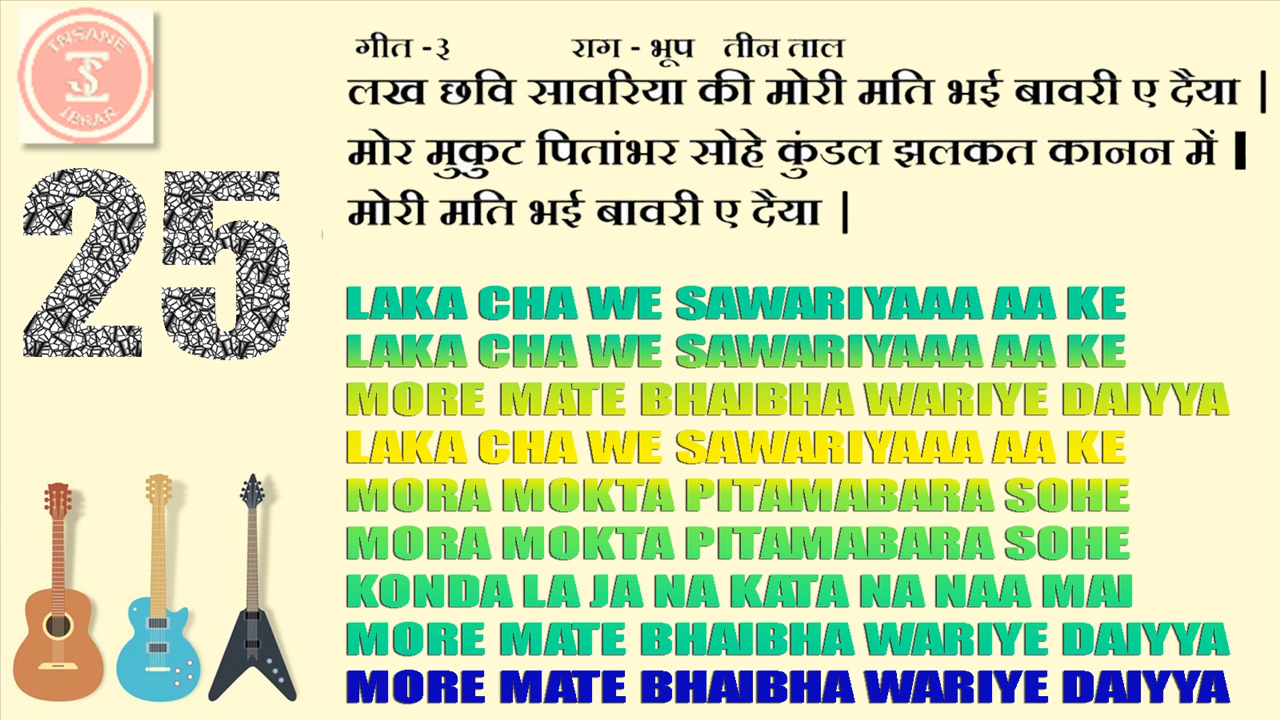 INSANE
SJ
IBRAR
गीत -३ राग - भूप तीन ताल
लख छवि सावरिया की मोरी मति भई बावरी ए दैया |
मोर मुकुट पितांभर सोहे कुंडल झलकत कानन में |
मोरी मति भई बावरी ए दैया |
25
LAKA CHA WE SAWARIYAAA AA KE
LAKA CHA WE SAWARIYAAA AA KE
MORE MATE BHAIBHA WARIYE DAIYYA
LAKA CHA WE SAWARIYAAA AA KE
MORA MOKTA PITAMABARA SOHE
MORA MOKTA PITAMABARA SOHE
KONDA LA JA NA KATA NA NAA MAI
MORE MATE BHAIBHA WARIYE DAIYYA
MORE MATE BHAIBHA WARIYE DAIYYA